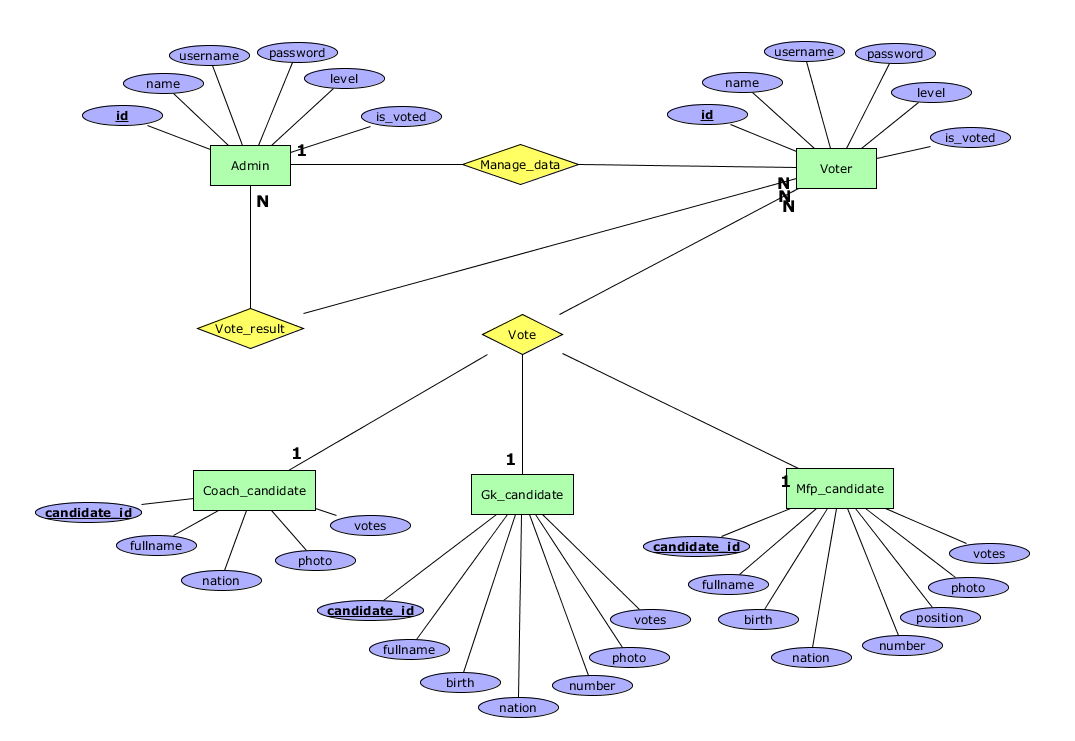 username
password
name
level
id
is_voted
Admin
1
N
Manage_data
username
password
name
level
id
is_voted
Voter
N
N
N
Vote_result
Vote
1
1
1
Coach_candidate
candidate_id
fullname
nation
photo
votes
Gk_candidate
candidate_id
fullname
birth
nation
number
photo
votes
Mfp_candidate
candidate_id
fullname
birth
nation
number
position
photo
votes